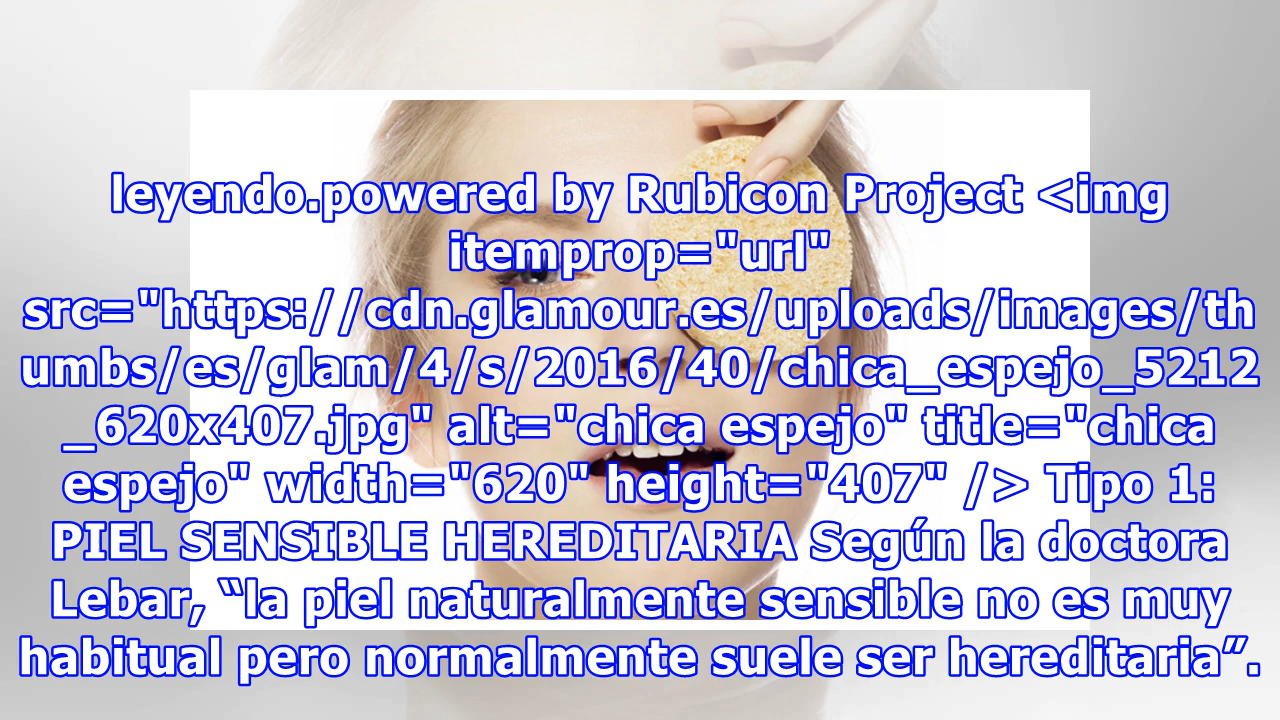 leyendo.powered by Rubicon Project <img
itemprop="url"
src="https://cdn.glamour.es/uploads/images/th
umbs/es/glam/4/s/2016/40/chica_espejo_5212
_620x407.jpg" alt="chica espejo" title="chica
espejo" width="620" height="407" /> Tipo 1:
PIEL SENSIBLE HEREDITARIA Según la doctora
Lebar, “la piel naturalmente sensible no es muy
habitual pero normalmente suele ser hereditaria”.